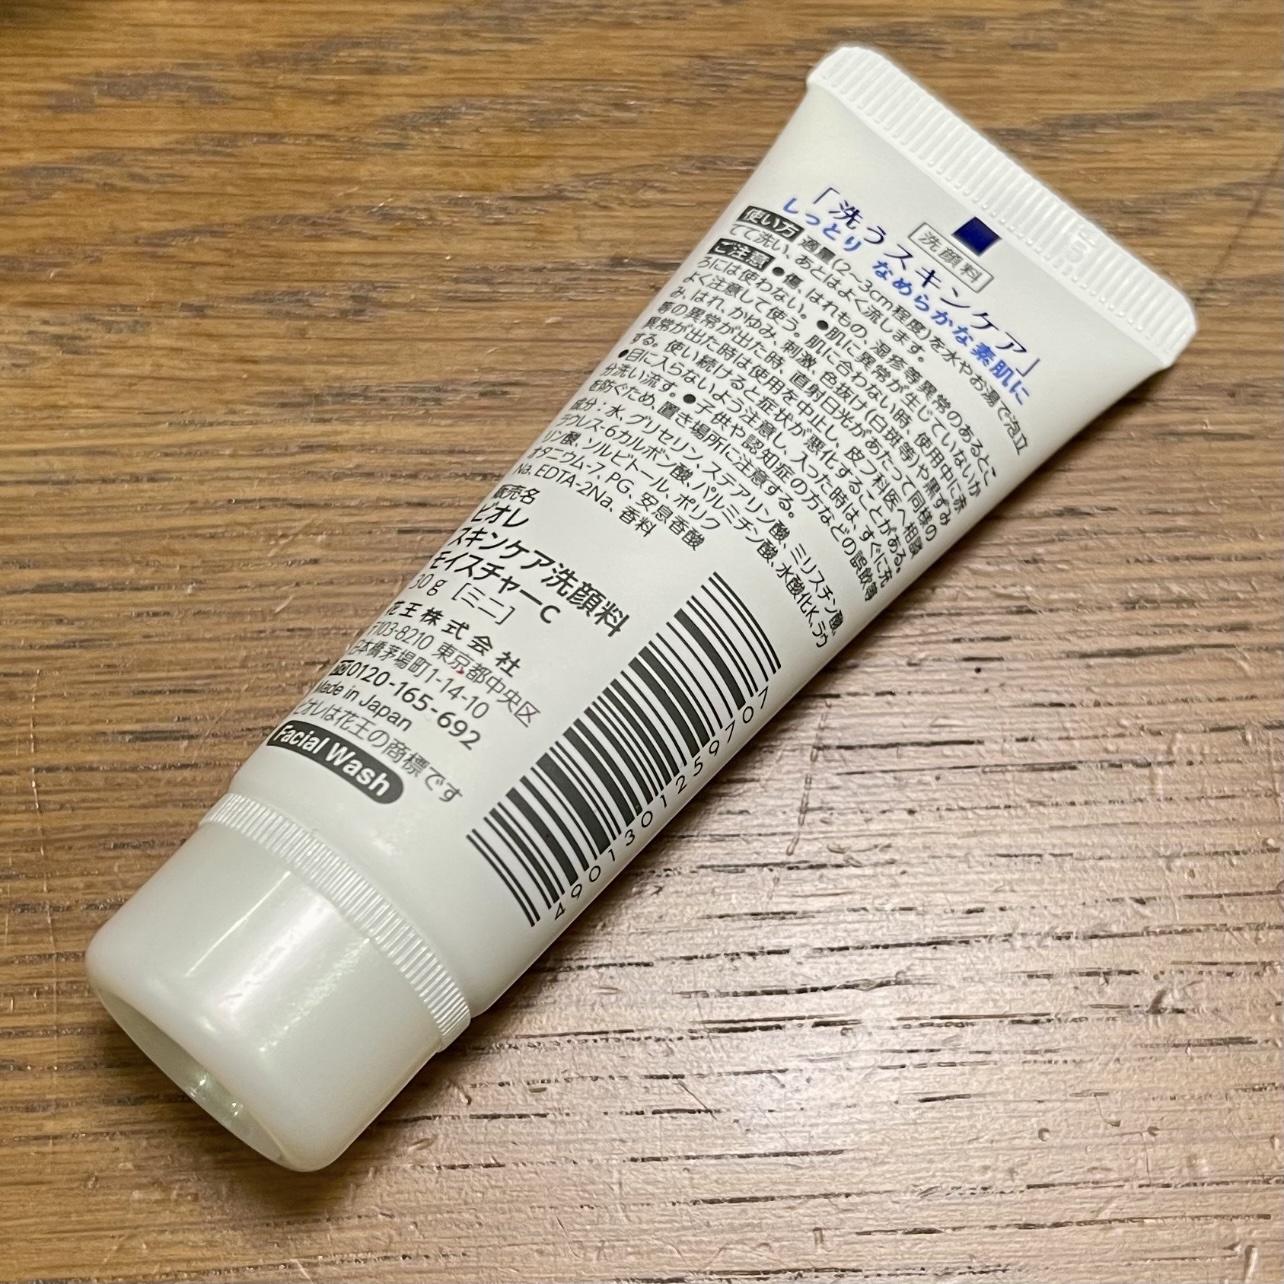 洗顔料
「洗うスキンケア」
しっとり なめらかな素肌に
使い方 適量(2~3cm程度)を水やお湯で泡立
てて洗い、あとはよく流します。
ご注意 ●傷、はれもの、湿疹等異常のあるとこ
ろには使わない。 ●肌に異常が生じていないか
よく注意して使う。肌に合わない時、使用中に赤
み、はれ、かゆみ、刺激、色抜け(白斑等)や黒ずみ
等の異常が出た時、直射日光があたって同様の
異常が出た時は使用を中止し、皮フ科医へ相談
する。使い続けると症状が悪化することがある。
●目に入らないよう注意し、入った時は、すぐに充
分洗い流す。 ●子供や認知症の方などの誤飲等
を防ぐため、置き場所に注意する。
成分:水、グリセリン、ステアリン酸、ミリスチン酸、
ラウレス-6カルボン酸、パルミチン酸、水酸化K、ラウ
リン酸、ソルビトール、ポリク
オタニウム-7、PG、安息香酸
Na、EDTA-2Na、香料
販売名
ビオレ
スキンケア洗顔料
モイスチャーc
30g [ミニ]
花王株式会社
〒103-8210 東京都中央区
日本橋茅場町1-14-10
0120-165-692
Made in Japan
ビオレは花王の商標です
Facial Wash
4901301259707